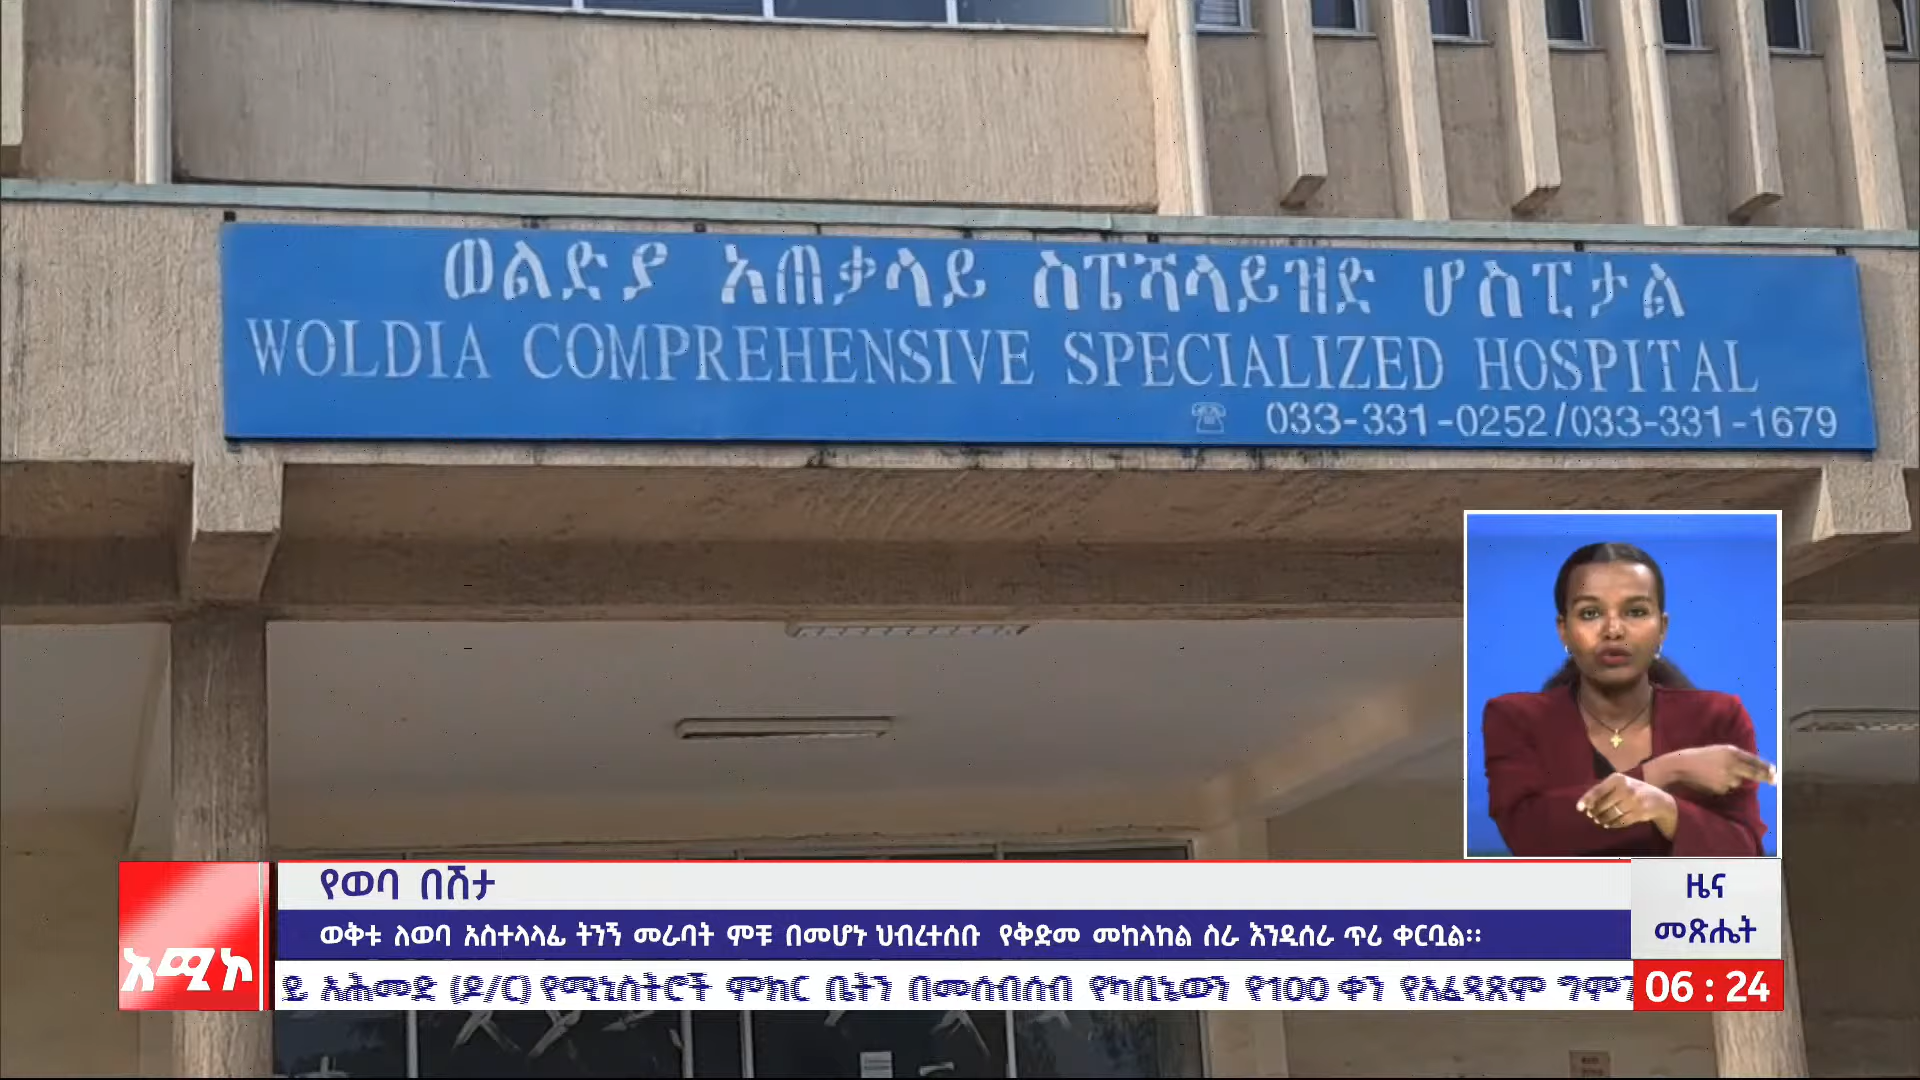 ወልድያ አጠቃላይ ስፔሻላይዝድ ሆስፒታል
WOLDIA COMPREHENSIVE SPECIALIZED HOSPITAL
033-331-0252/033-331-1679
የወባ በሽታ
ወቅቱ ለወባ አስተላላፊ ትንኝ መራባት ምቹ በመሆኑ ህብረተሰቡ የቅድመ መከላከል ስራ እንዲሰራ ጥሪ ቀርቧል።
ዜና
መጽሔት
አሚኮ
ይ አሕመድ (ዶ/ር) የሚኒስትሮች ምክር ቤትን በመሰብሰብ የካቢኔውን የ100 ቀን የአፈጻጸም
06 : 24